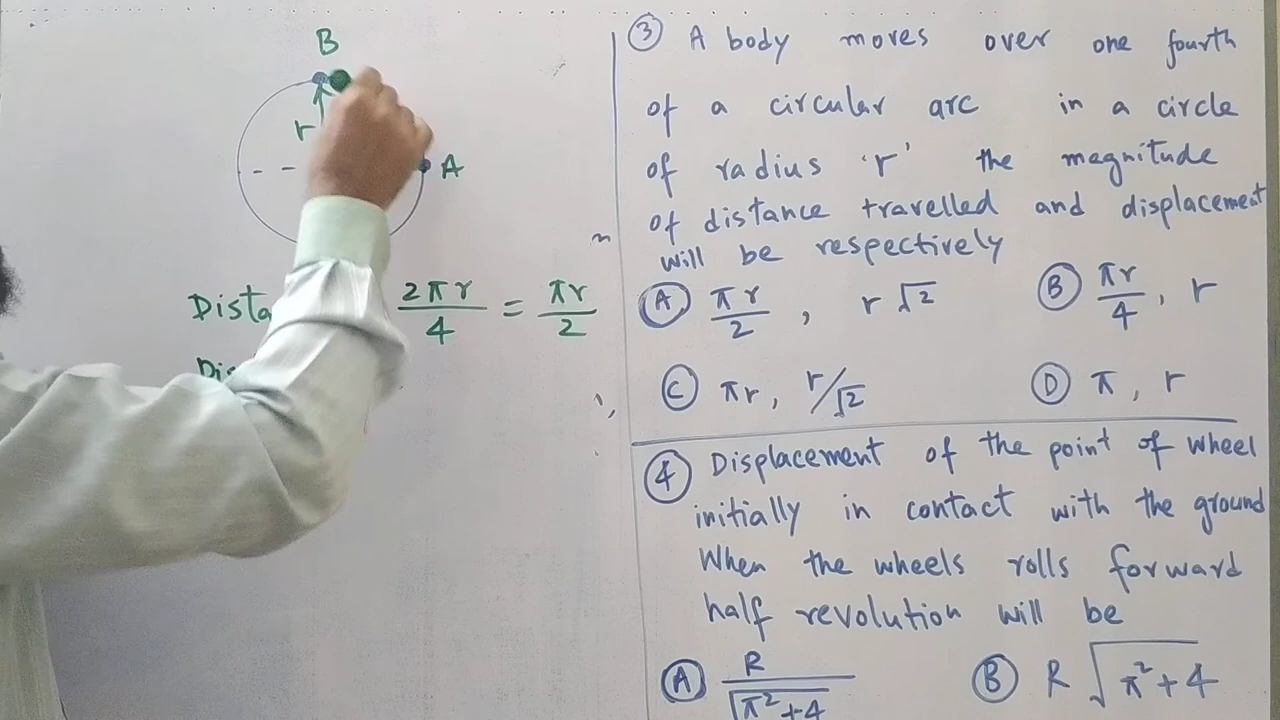 B
r
A
Dista 2πr/4 = πr/2
Dis
③ A body moves over one fourth
of a circular arc in a circle
of radius 'r' the magnitude
of distance travelled and displacement
will be respectively
Ⓐ πr/2, r√2 Ⓑ πr/4, r
Ⓒ πr, r/√2 Ⓓ π, r
④ Displacement of the point of wheel
initially in contact with the ground
When the wheels rolls forward
half revolution will be
Ⓐ R/√(π²+4) Ⓑ R√(π²+4)